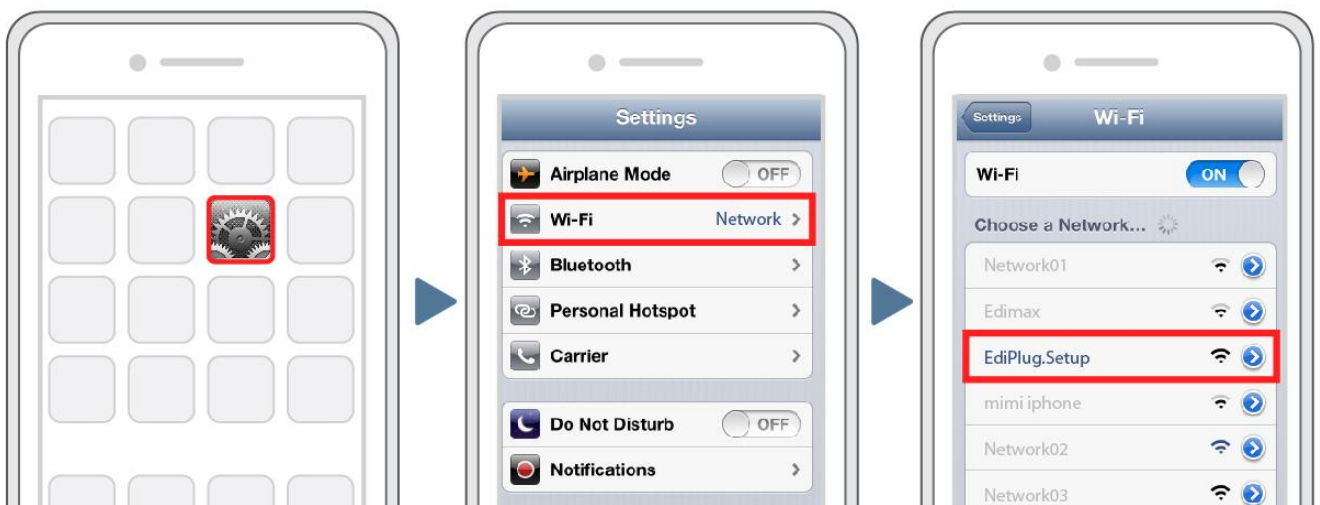 Settings
Airplane Mode OFF
Wi-Fi Network
Bluetooth
Personal Hotspot
Carrier
Do Not Disturb OFF
Notifications
Settings Wi-Fi
Wi-Fi ON
Choose a Network...
Network01
Edimax
EdiPlug.Setup
mimi iphone
Network02
Network03